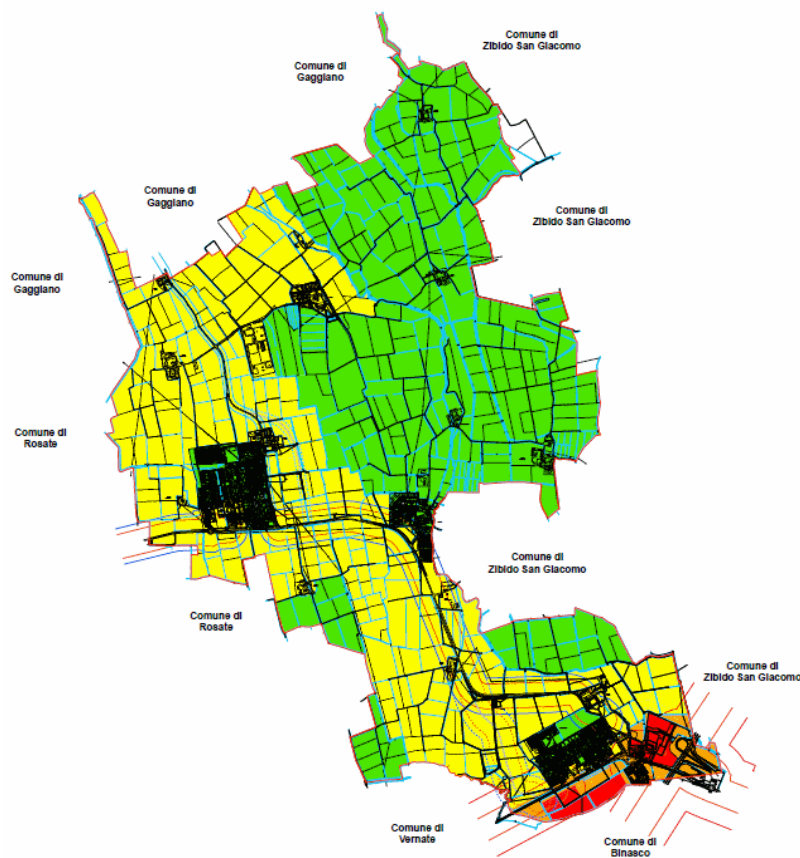 Comune di
Zibido San Giacomo
Comune di
Gaggiano
Comune di
Gaggiano
Comune di
Zibido San Giacomo
Comune di
Gaggiano
Comune di
Rosate
Comune di
Zibido San Giacomo
Comune di
Rosate
Comune di
Zibido San Giacomo
Comune di
Vernate
Comune di
Binasco